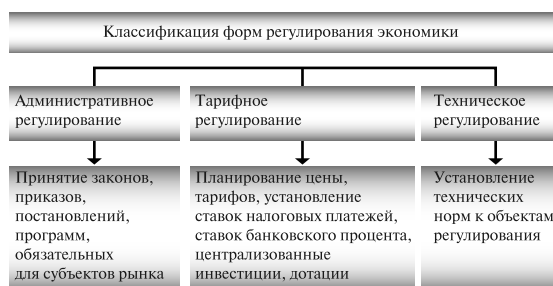 Классификация форм регулирования экономики
Административное
регулирование
Тарифное
регулирование
Техническое
регулирование
Принятие законов,
приказов,
постановлений,
программ,
обязательных
для субъектов рынка
Планирование цены,
тарифов, установление
ставок налоговых платежей,
ставок банковского процента,
централизованные
инвестиции, дотации
Установление
технических
норм к объектам
регулирования